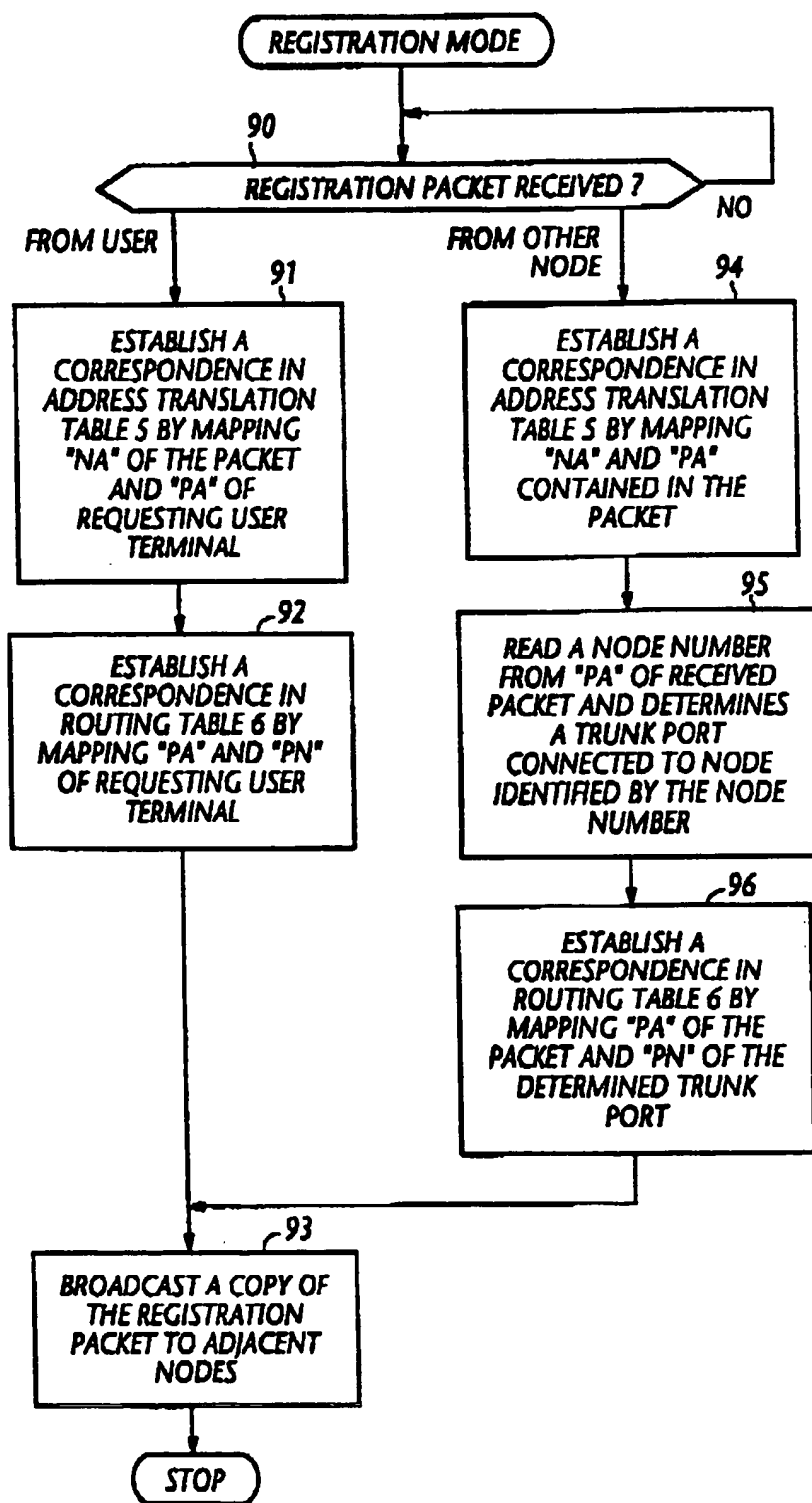 REGISTRATION MODE
90
REGISTRATION PACKET RECEIVED ?
NO
FROM USER
FROM OTHER
NODE
91
ESTABLISH A
CORRESPONDENCE IN
ADDRESS TRANSLATION
TABLE 5 BY MAPPING
"NA" OF THE PACKET
AND "PA" OF
REQUESTING USER
TERMINAL
92
ESTABLISH A
CORRESPONDENCE IN
ROUTING TABLE 6 BY
MAPPING "PA" AND "PN"
OF REQUESTING USER
TERMINAL
94
ESTABLISH A
CORRESPONDENCE IN
ADDRESS TRANSLATION
TABLE 5 BY MAPPING
"NA" AND "PA"
CONTAINED IN THE
PACKET
95
READ A NODE NUMBER
FROM "PA" OF RECEIVED
PACKET AND DETERMINES
A TRUNK PORT
CONNECTED TO NODE
IDENTIFIED BY THE NODE
NUMBER
96
ESTABLISH A
CORRESPONDENCE IN
ROUTING TABLE 6 BY
MAPPING "PA" OF THE
PACKET AND "PN" OF THE
DETERMINED TRUNK
PORT
93
BROADCAST A COPY OF
THE REGISTRATION
PACKET TO ADJACENT
NODES
STOP